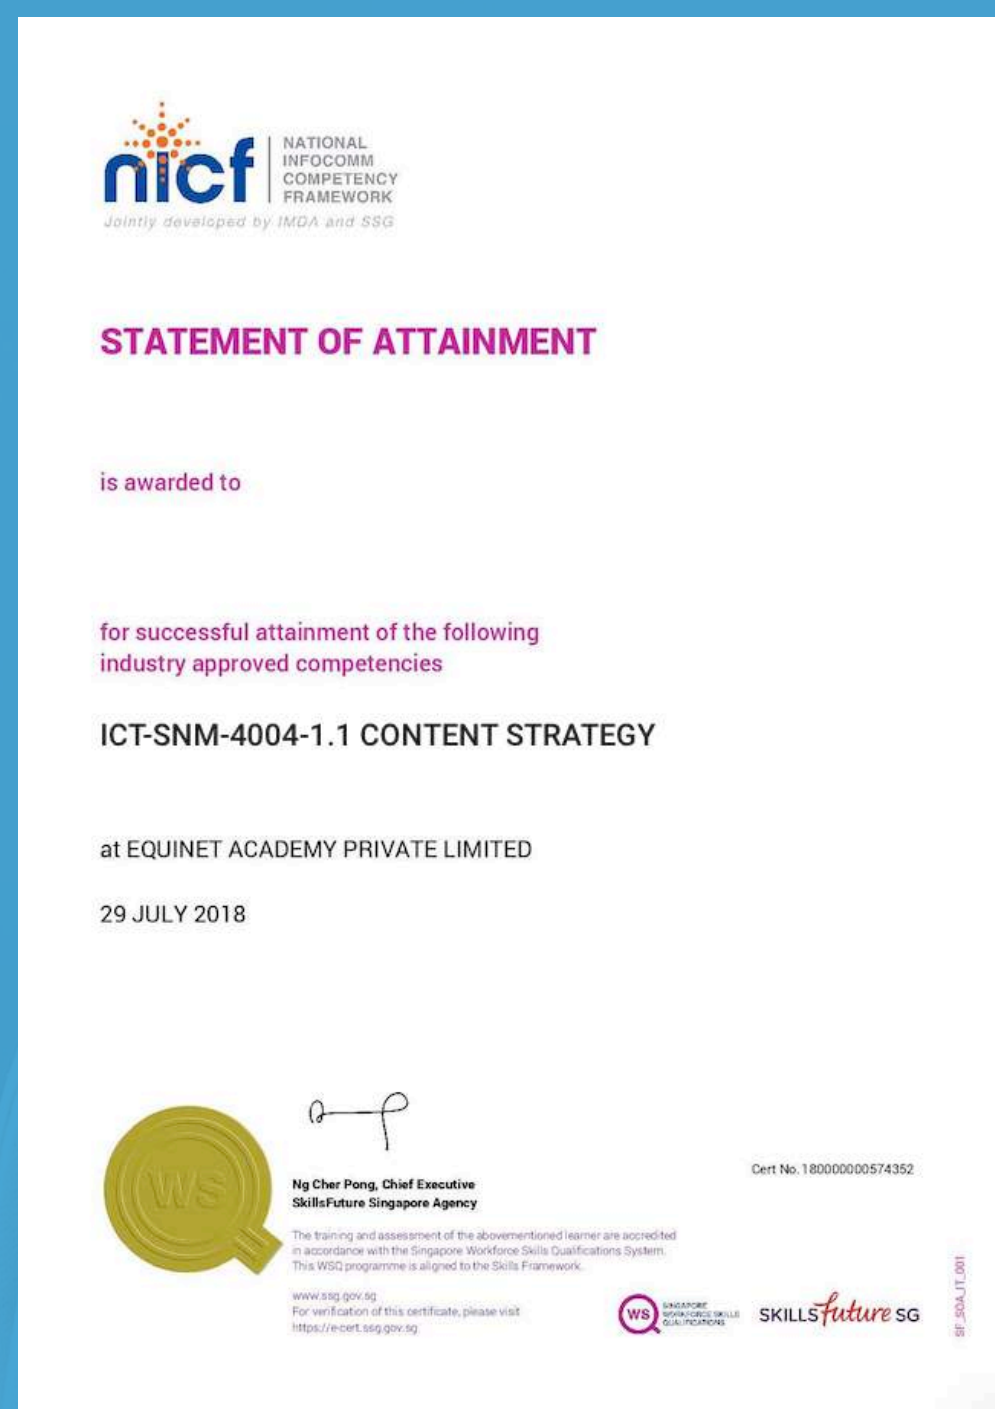 nicf
NATIONAL
INFOCOMM
COMPETENCY
FRAMEWORK
Jointly developed by IMDA and SSG
STATEMENT OF ATTAINMENT
is awarded to
for successful attainment of the following
industry approved competencies
ICT-SNM-4004-1.1 CONTENT STRATEGY
at EQUINET ACADEMY PRIVATE LIMITED
29 JULY 2018
WS
Cert No. 180000000574352
Ng Cher Pong, Chief Executive
SkillsFuture Singapore Agency
The training and assessment of the abovementioned learner are accredited
in accordance with the Singapore Workforce Skills Qualifications System.
This WSQ programme is aligned to the Skills Framework.
www.ssg.gov.sg
For verification of this certificate, please visit
https://e-cert.ssg.gov.sg
WS
SINGAPORE
WORKFORCE SKILLS
QUALIFICATIONS
SKILLSfuture SG
SF_SOA_IT_001